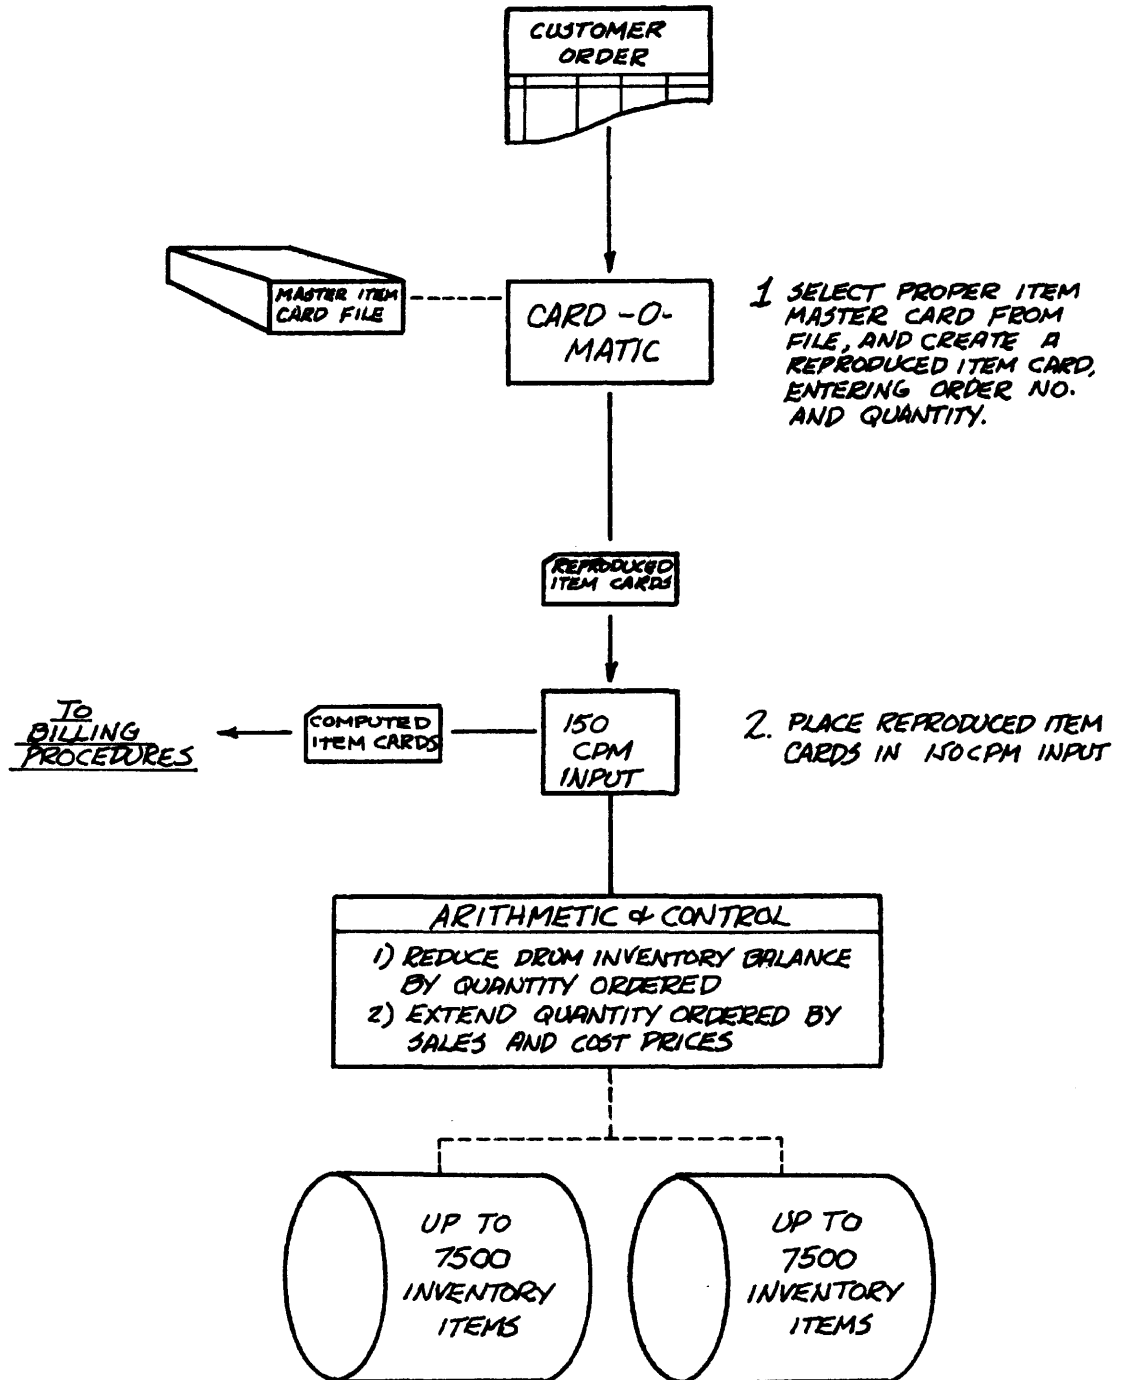 CUSTOMER
ORDER
MASTER ITEM
CARD FILE
CARD-O-
MATIC
1 SELECT PROPER ITEM
MASTER CARD FROM
FILE, AND CREATE A
REPRODUCED ITEM CARD,
ENTERING ORDER NO.
AND QUANTITY.
REPRODUCED
ITEM CARDS
TO
BILLING
PROCEDURES
COMPUTED
ITEM CARDS
150
CPM
INPUT
2. PLACE REPRODUCED ITEM
CARDS IN 150 CPM INPUT
ARITHMETIC & CONTROL
1) REDUCE DRUM INVENTORY BALANCE
BY QUANTITY ORDERED
2) EXTEND QUANTITY ORDERED BY
SALES AND COST PRICES
UP TO
7500
INVENTORY
ITEMS
UP TO
7500
INVENTORY
ITEMS